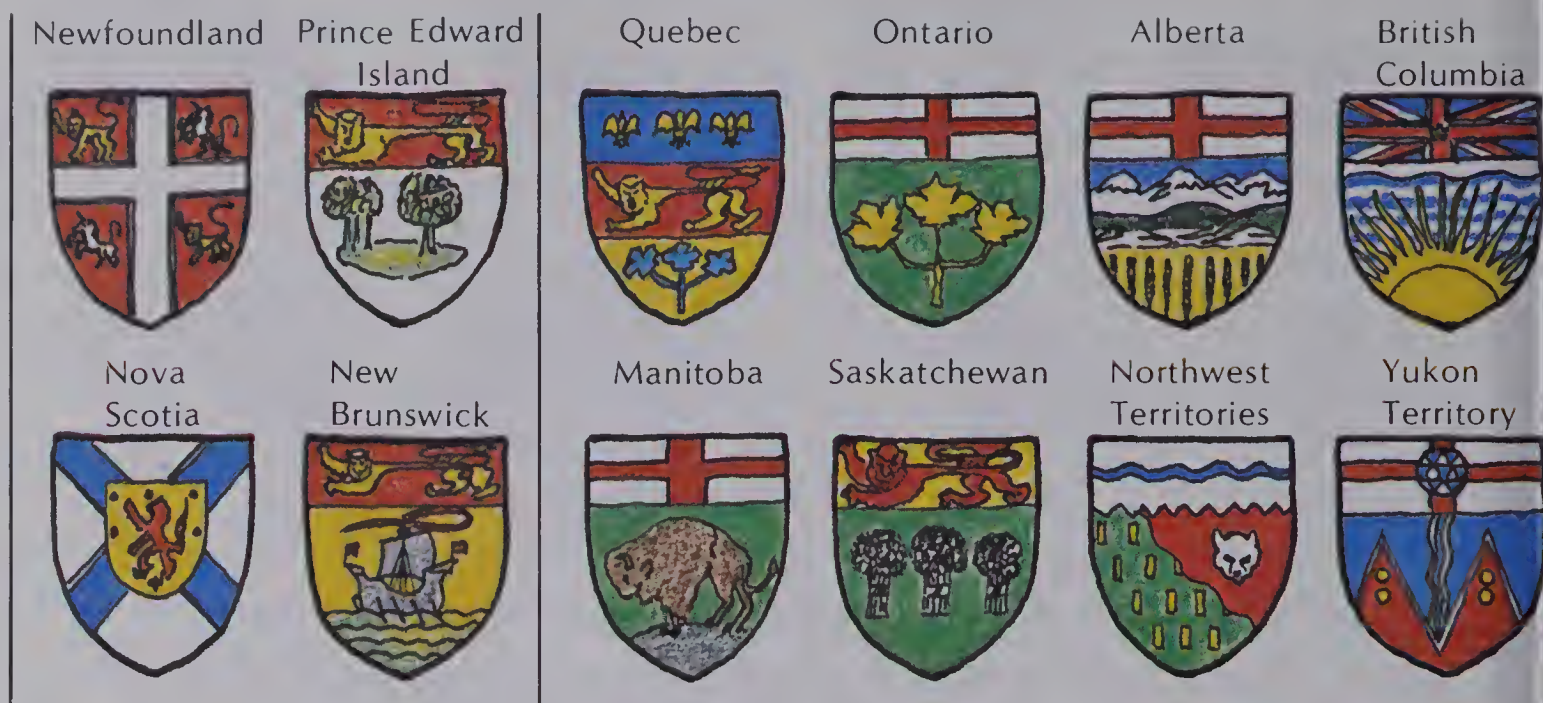 Newfoundland
Prince Edward
Island
Quebec
Ontario
Alberta
British
Columbia
Nova
Scotia
New
Brunswick
Manitoba
Saskatchewan
Northwest
Territories
Yukon
Territory